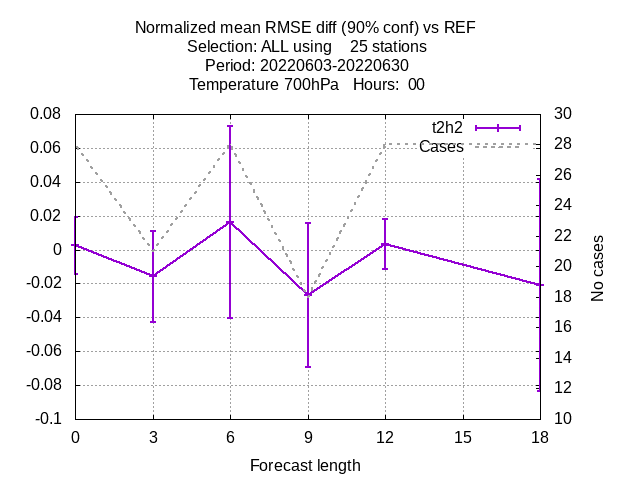 Normalized mean RMSE diff (90% conf) vs REF
Selection: ALL using    25 stations
Period: 20220603-20220630
Temperature 700hPa   Hours:  00
t2h2
Cases
0.08
0.06
0.04
0.02
0
-0.02
-0.04
-0.06
-0.08
-0.1
30
28
26
24
22
20
18
16
14
12
10
No cases
0 3 6 9 12 15 18
Forecast length